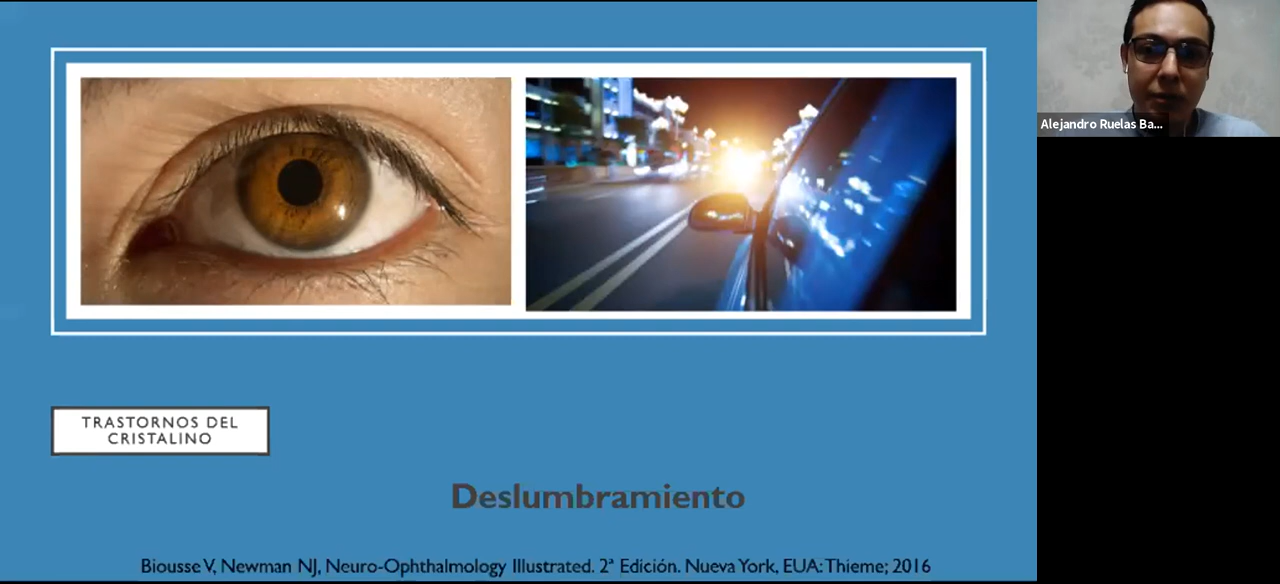 Alejandro Ruelas Ba...
TRASTORNOS DEL
CRISTALINO
Deslumbramiento
Biousse V, Newman NJ, Neuro-Ophthalmology Illustrated. 2ª Edición. Nueva York, EUA: Thieme; 2016